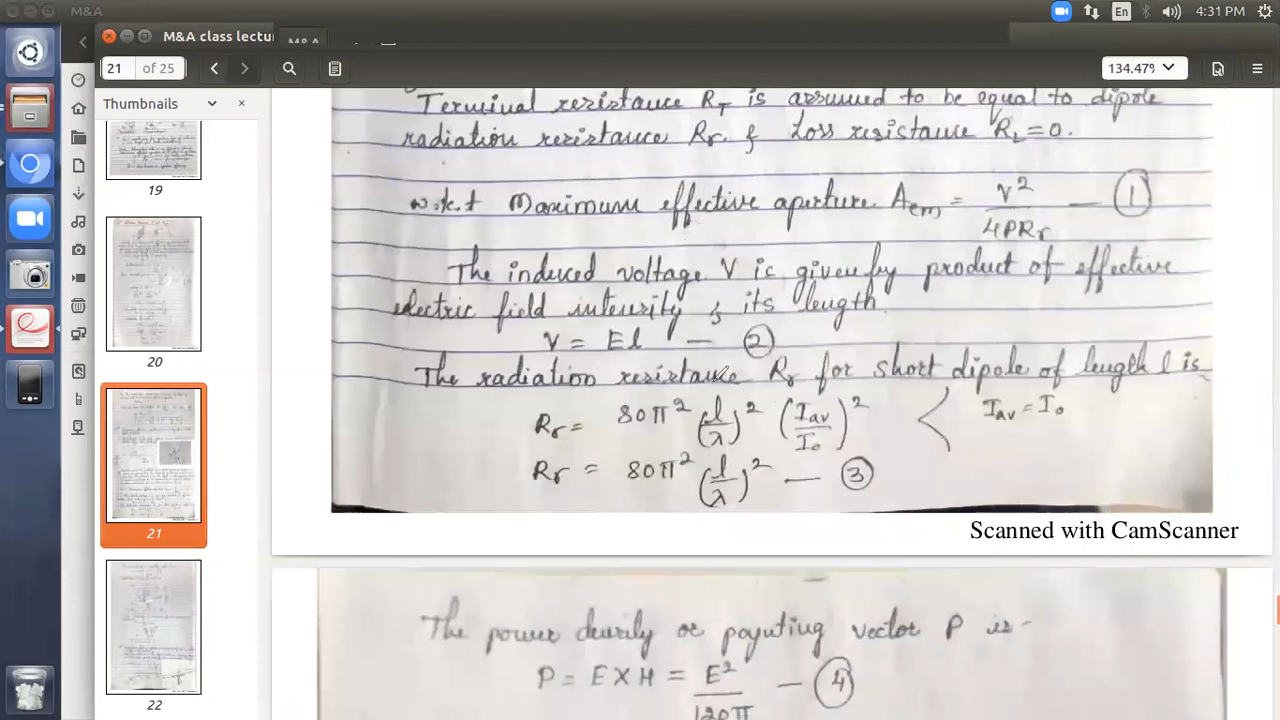 M&A
En
4:31 PM
M&A class lectur
M&A
21 of 25
134.47%
Thumbnails
19
20
21
22
Terminal resistance RT is assumed to be equal to dipole
radiation resistance Rr. & Loss resistance RL=0.
w.k.t Maximum effective aperture Aem = V² / 4PRr — ①
The induced voltage V is given by product of effective
electric field intensity & its length.
V = El — ②
The radiation resistance Rr for short dipole of length l is
Rr = 80π² (l/λ)² (Iav/Io)² < Iav = Io
Rr = 80π² (l/λ)² — ③
Scanned with CamScanner
The power density or poynting vector P is -
P = E X H = E² / 120π — ④